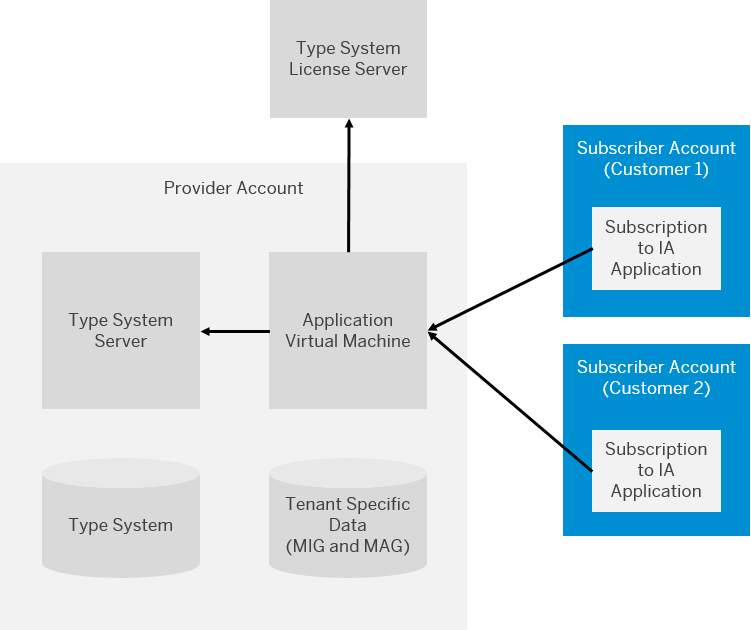 Type System
License Server
Provider Account
Type System
Server
Application
Virtual Machine
Type System
Tenant Specific
Data
(MIG and MAG)
Subscriber Account
(Customer 1)
Subscription
to IA
Application
Subscriber Account
(Customer 2)
Subscription
to IA
Application